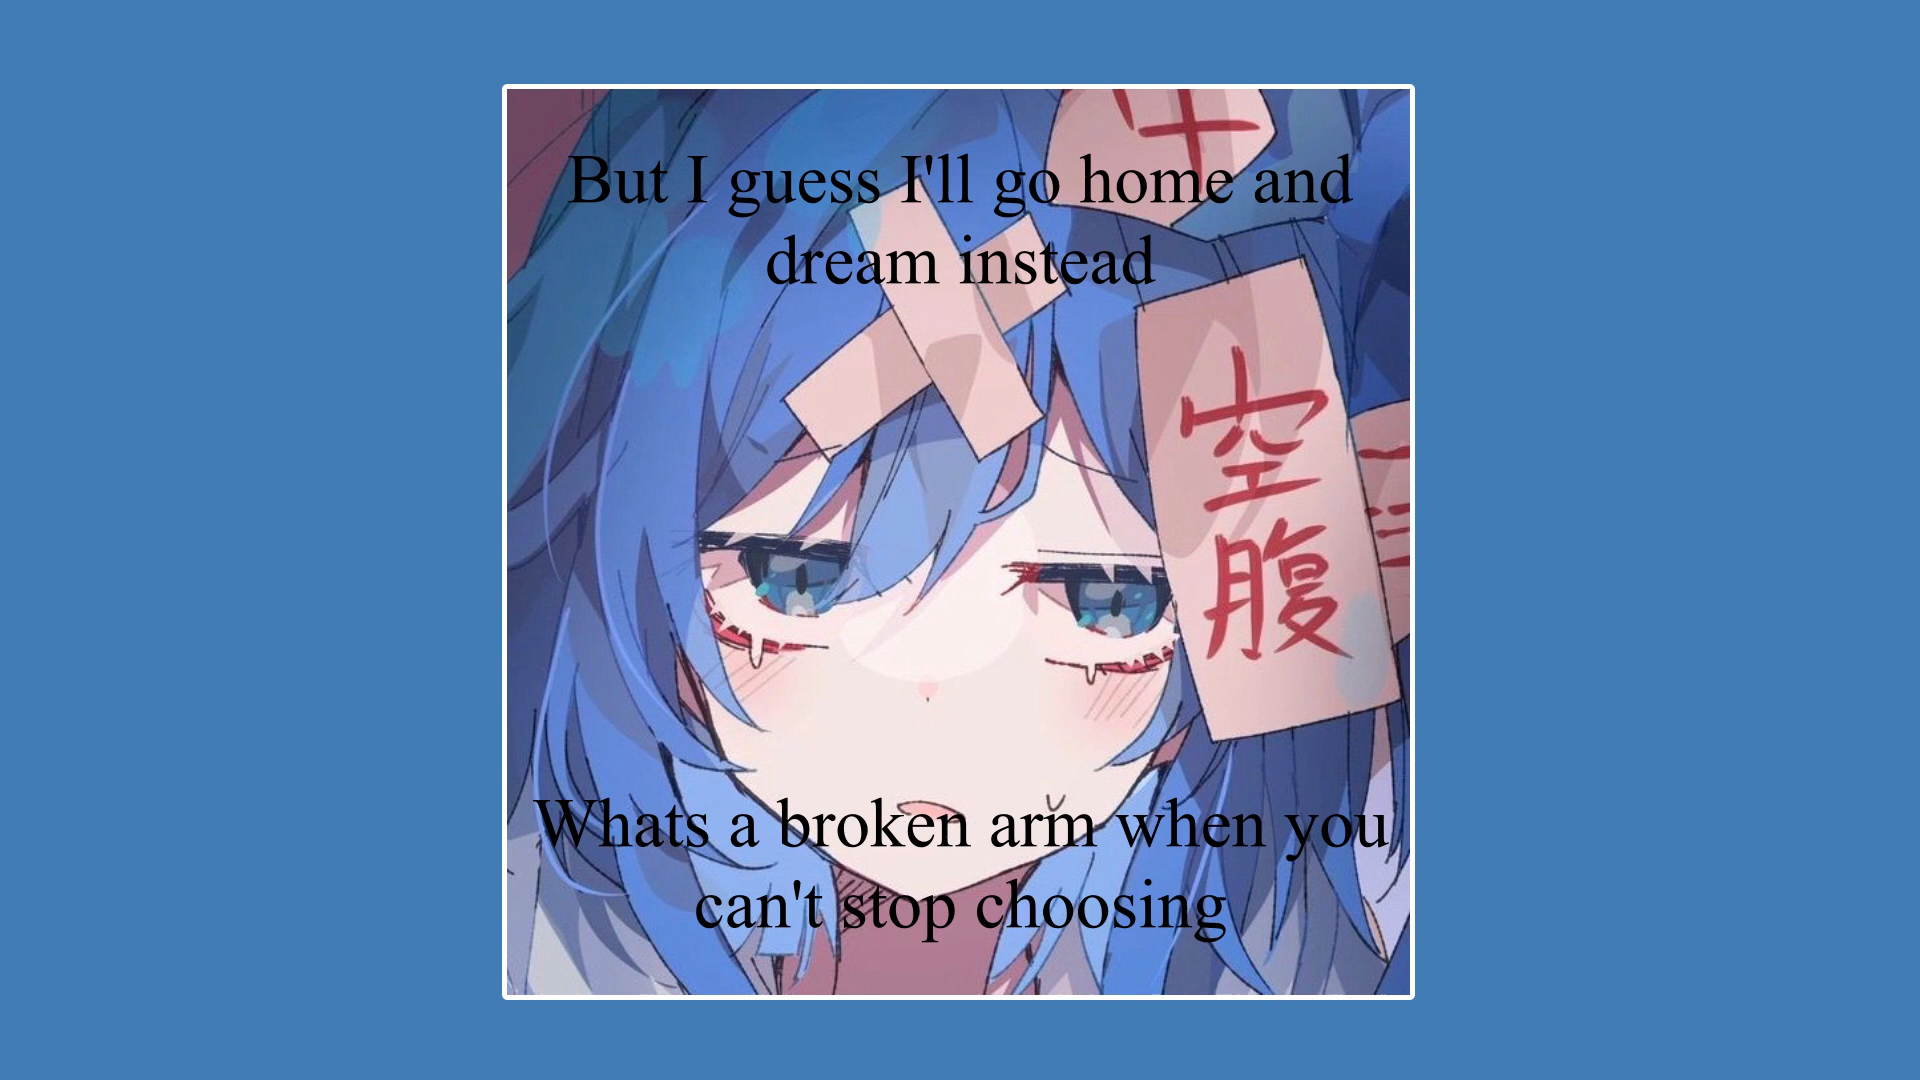 But I guess I'll go home and
dream instead
空
腹
Whats a broken arm when you
can't stop choosing